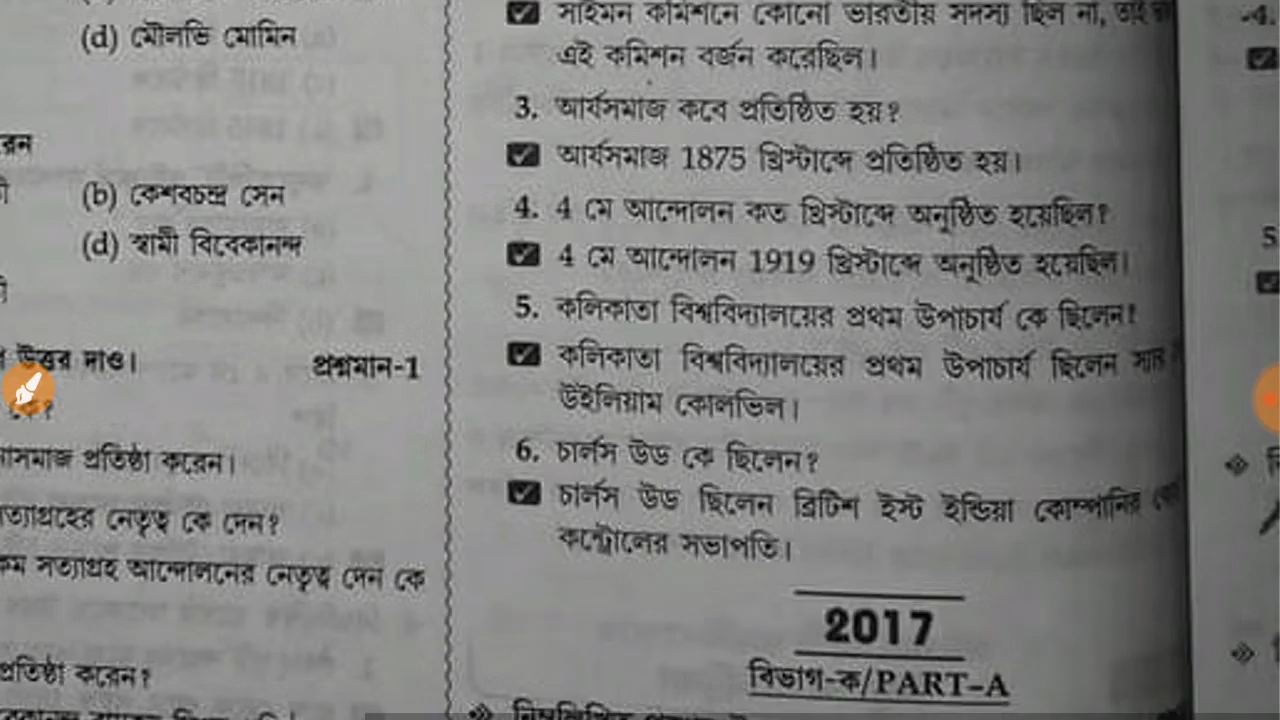 (d) মৌলভি মোমিন
(b) কেশবচন্দ্র সেন
(d) স্বামী বিবেকানন্দ
উত্তর দাও। প্রশ্নমান-1
কে?
প্রতিষ্ঠা করেন।
নেতৃত্ব কে দেন?
সত্যাগ্রহ আন্দোলনের নেতৃত্ব দেন কে
প্রতিষ্ঠা করেন?
সাইমন কমিশনে কোনো ভারতীয় সদস্য ছিল না, তাই
এই কমিশন বর্জন করেছিল।
3. আর্যসমাজ কবে প্রতিষ্ঠিত হয়?
আর্যসমাজ 1875 খ্রিস্টাব্দে প্রতিষ্ঠিত হয়।
4. 4 মে আন্দোলন কত খ্রিস্টাব্দে অনুষ্ঠিত হয়েছিল?
4 মে আন্দোলন 1919 খ্রিস্টাব্দে অনুষ্ঠিত হয়েছিল।
5. কলিকাতা বিশ্ববিদ্যালয়ের প্রথম উপাচার্য কে ছিলেন?
কলিকাতা বিশ্ববিদ্যালয়ের প্রথম উপাচার্য ছিলেন স্যার
উইলিয়াম কোলভিল।
6. চার্লস উড কে ছিলেন?
চার্লস উড ছিলেন ব্রিটিশ ইস্ট ইন্ডিয়া কোম্পানির
কন্ট্রোলের সভাপতি।
2017
বিভাগ-ক/PART-A
-4.
5